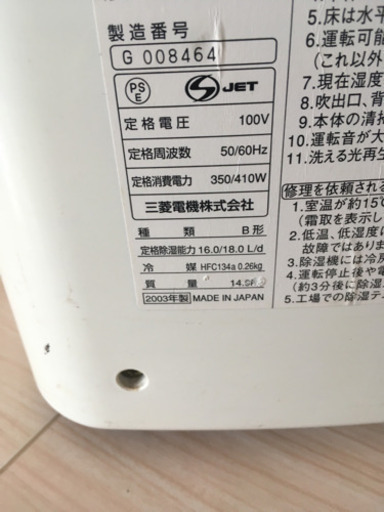 製造番号
G 008464
PS
E
S JET
定格電圧 100V
定格周波数 50/60Hz
定格消費電力 350/410W
三菱電機株式会社
種類 B形
定格除湿能力 16.0/18.0 L/d
冷媒 HFC134a 0.26kg
質量
2003年製 MADE IN JAPAN
5.床は水平
6.運転可能
(これ以外
7.現在湿度
8.吹出口、背
9.本体の清掃
10.運転音が大
11.洗える光再生
修理を依頼される
1.室温が約15℃
(霜取を表示し
2.低温、低湿度
故障ではありま
3.除湿機には冷房
4.運転停止後や電
(約3分後に除湿
5.工場での除湿テ